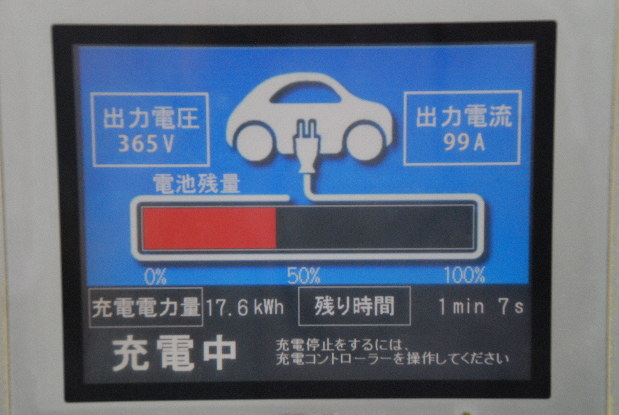 出力電圧
365V
出力電流
99A
電池残量
0% 50% 100%
充電電力量 17.6kWh 残り時間 1min 7s
充電中
充電停止をするには、
充電コントローラーを操作してください